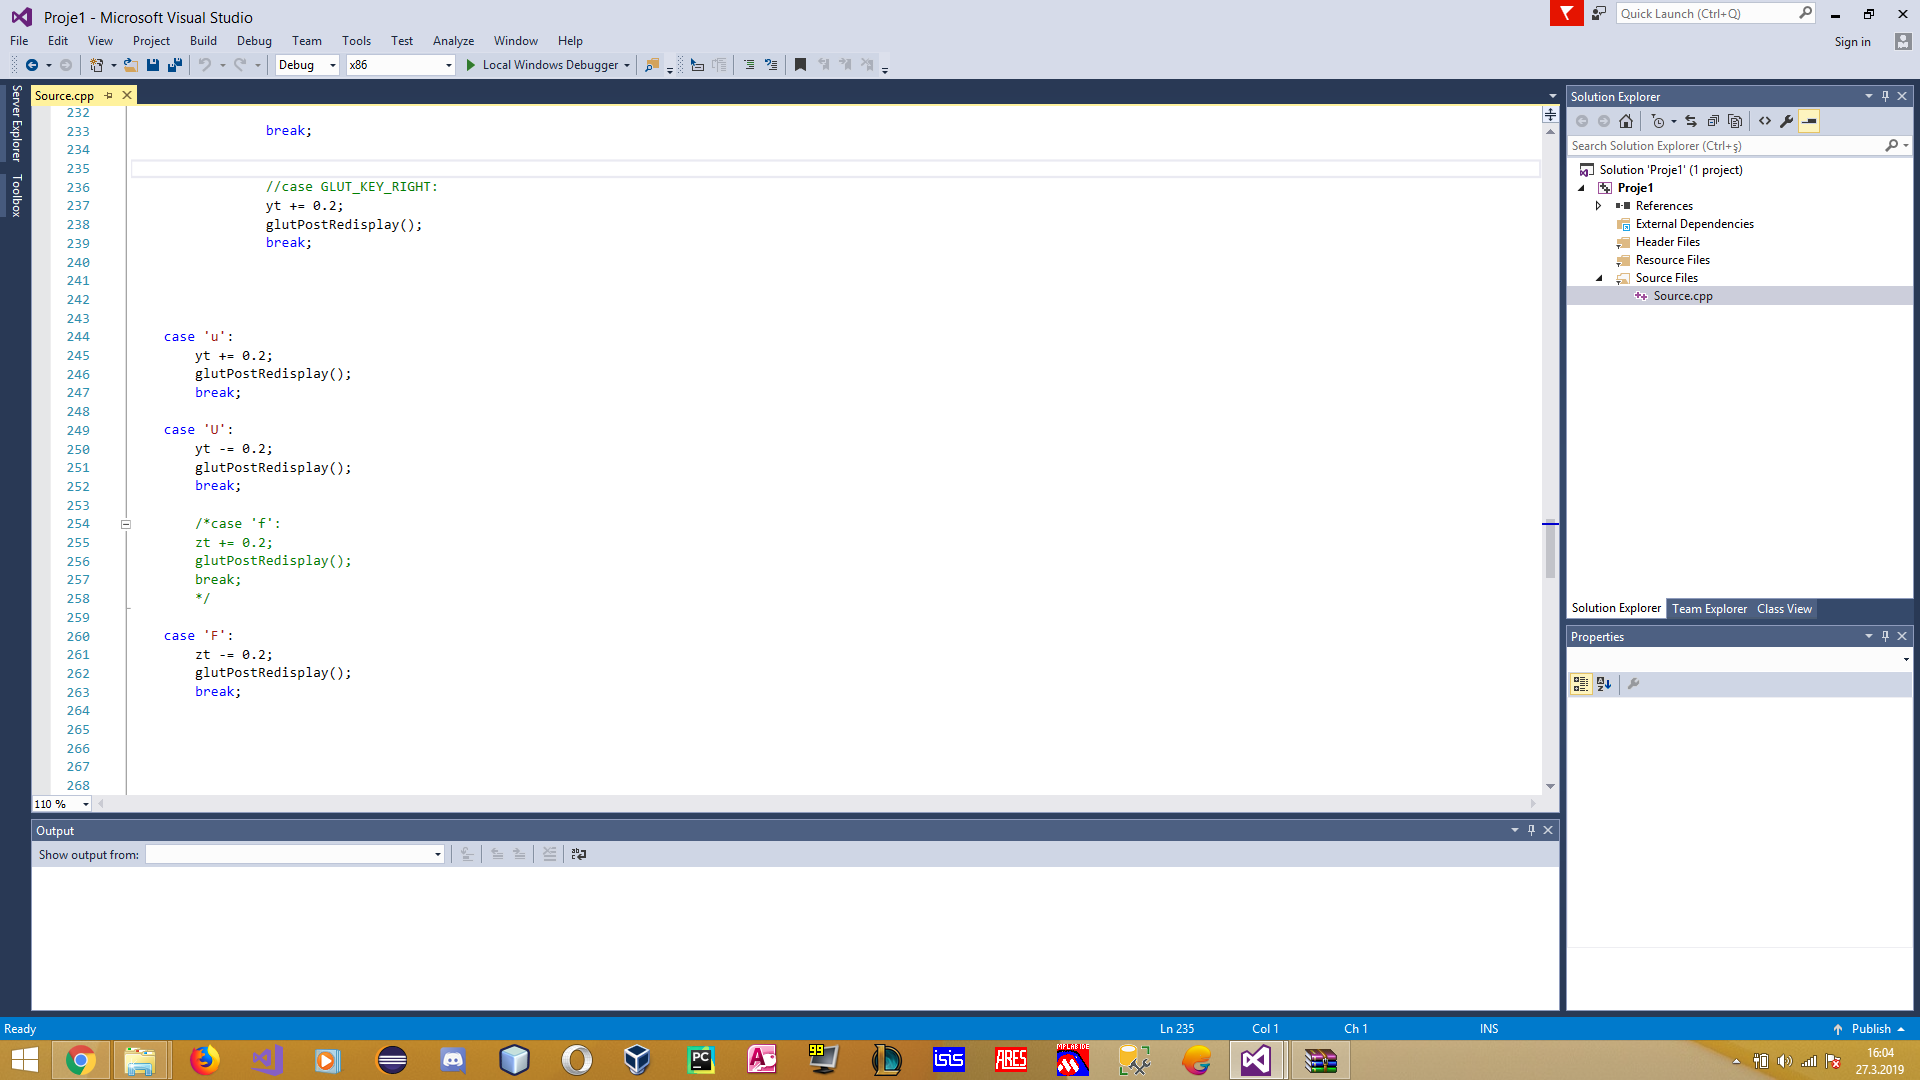 Proje1 - Microsoft Visual Studio
Quick Launch (Ctrl+Q)
File Edit View Project Build Debug Team Tools Test Analyze Window Help
Sign in
Debug x86 Local Windows Debugger
Server Explorer
Toolbox
Source.cpp
232
233 break;
234
235
236 //case GLUT_KEY_RIGHT:
237 yt += 0.2;
238 glutPostRedisplay();
239 break;
240
241
242
243
244 case 'u':
245 yt += 0.2;
246 glutPostRedisplay();
247 break;
248
249 case 'U':
250 yt -= 0.2;
251 glutPostRedisplay();
252 break;
253
254 /*case 'f':
255 zt += 0.2;
256 glutPostRedisplay();
257 break;
258 */
259
260 case 'F':
261 zt -= 0.2;
262 glutPostRedisplay();
263 break;
264
265
266
267
268
110 %
Output
Show output from:
Solution Explorer
Search Solution Explorer (Ctrl+ş)
Solution 'Proje1' (1 project)
Proje1
References
External Dependencies
Header Files
Resource Files
Source Files
Source.cpp
Solution Explorer Team Explorer Class View
Properties
Ready Ln 235 Col 1 Ch 1 INS Publish
PC
A
99
isis
ARES
MPLAB IDE
16:04
27.3.2019